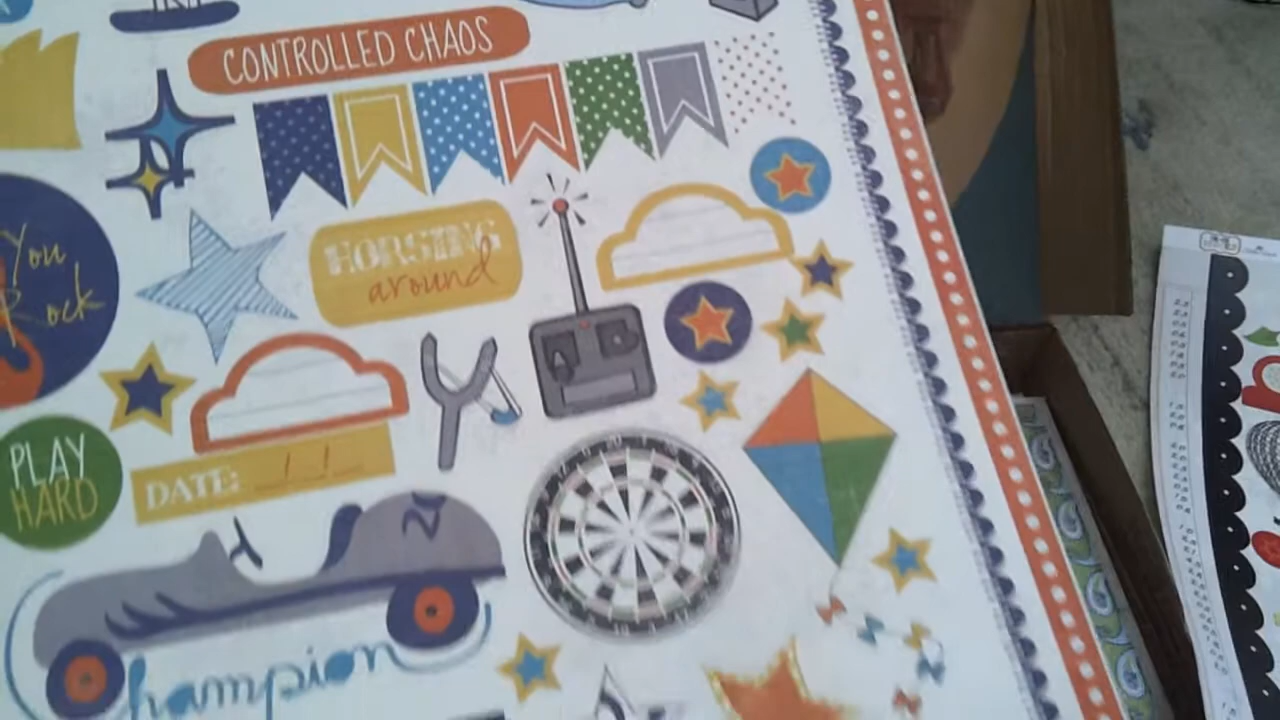 CONTROLLED CHAOS
You
Rock
HORSING
around
PLAY
HARD
DATE:
Champion